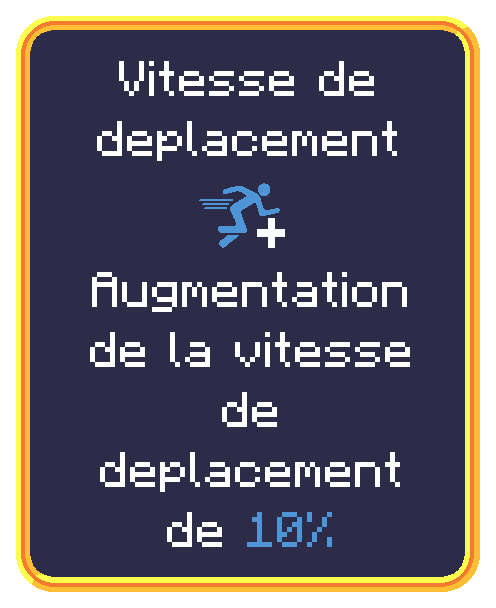 Vitesse de
deplacement
Augmentation
de la vitesse
de
deplacement
de 10%